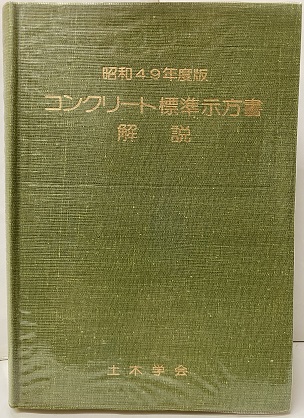 昭和49年度版
コンクリート標準示方書
解説
土木学会